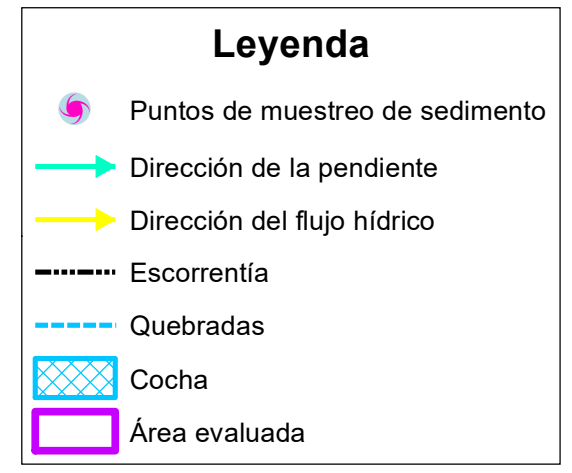 Leyenda
Puntos de muestreo de sedimento
Dirección de la pendiente
Dirección del flujo hídrico
Escorrentía
Quebradas
Cocha
Área evaluada